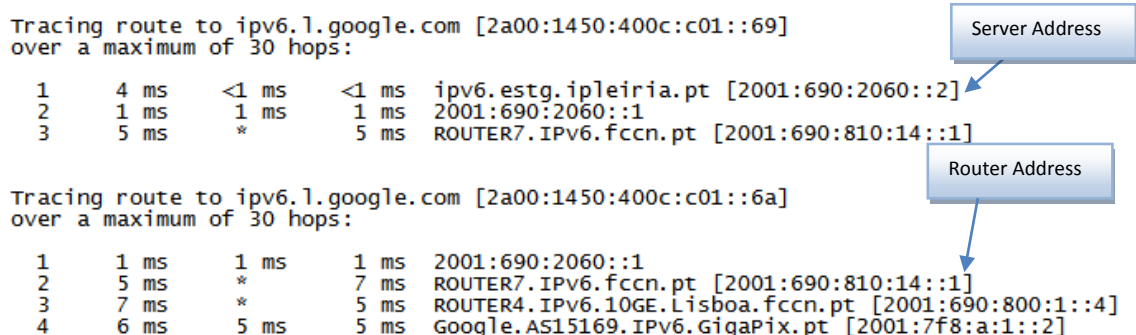 Tracing route to ipv6.l.google.com [2a00:1450:400c:c01::69]
over a maximum of 30 hops:
Server Address
1 4 ms <1 ms <1 ms ipv6.estg.ipleiria.pt [2001:690:2060::2]
2 1 ms 1 ms 1 ms 2001:690:2060::1
3 5 ms * 5 ms ROUTER7.IPv6.fccn.pt [2001:690:810:14::1]
Router Address
Tracing route to ipv6.l.google.com [2a00:1450:400c:c01::6a]
over a maximum of 30 hops:
1 1 ms 1 ms 1 ms 2001:690:2060::1
2 5 ms * 7 ms ROUTER7.IPv6.fccn.pt [2001:690:810:14::1]
3 7 ms * 5 ms ROUTER4.IPv6.10GE.Lisboa.fccn.pt [2001:690:800:1::4]
4 6 ms 5 ms 5 ms Google.AS15169.IPv6.GigaPix.pt [2001:7f8:a:1::2]